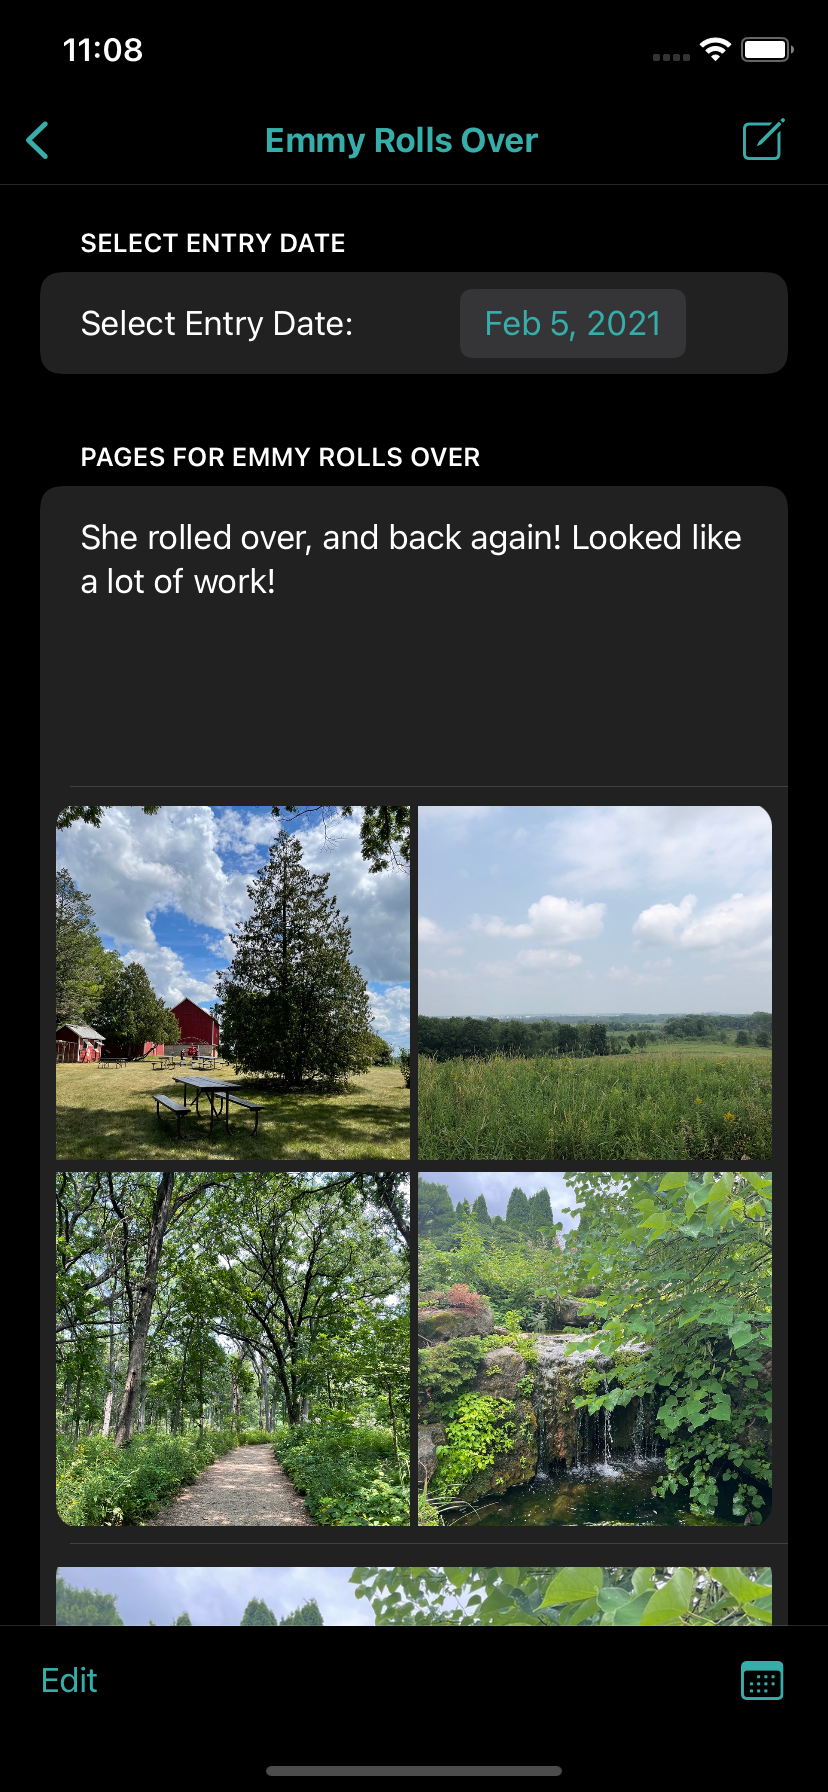 11:08
Emmy Rolls Over
SELECT ENTRY DATE
Select Entry Date: Feb 5, 2021
PAGES FOR EMMY ROLLS OVER
She rolled over, and back again! Looked like
a lot of work!
Edit